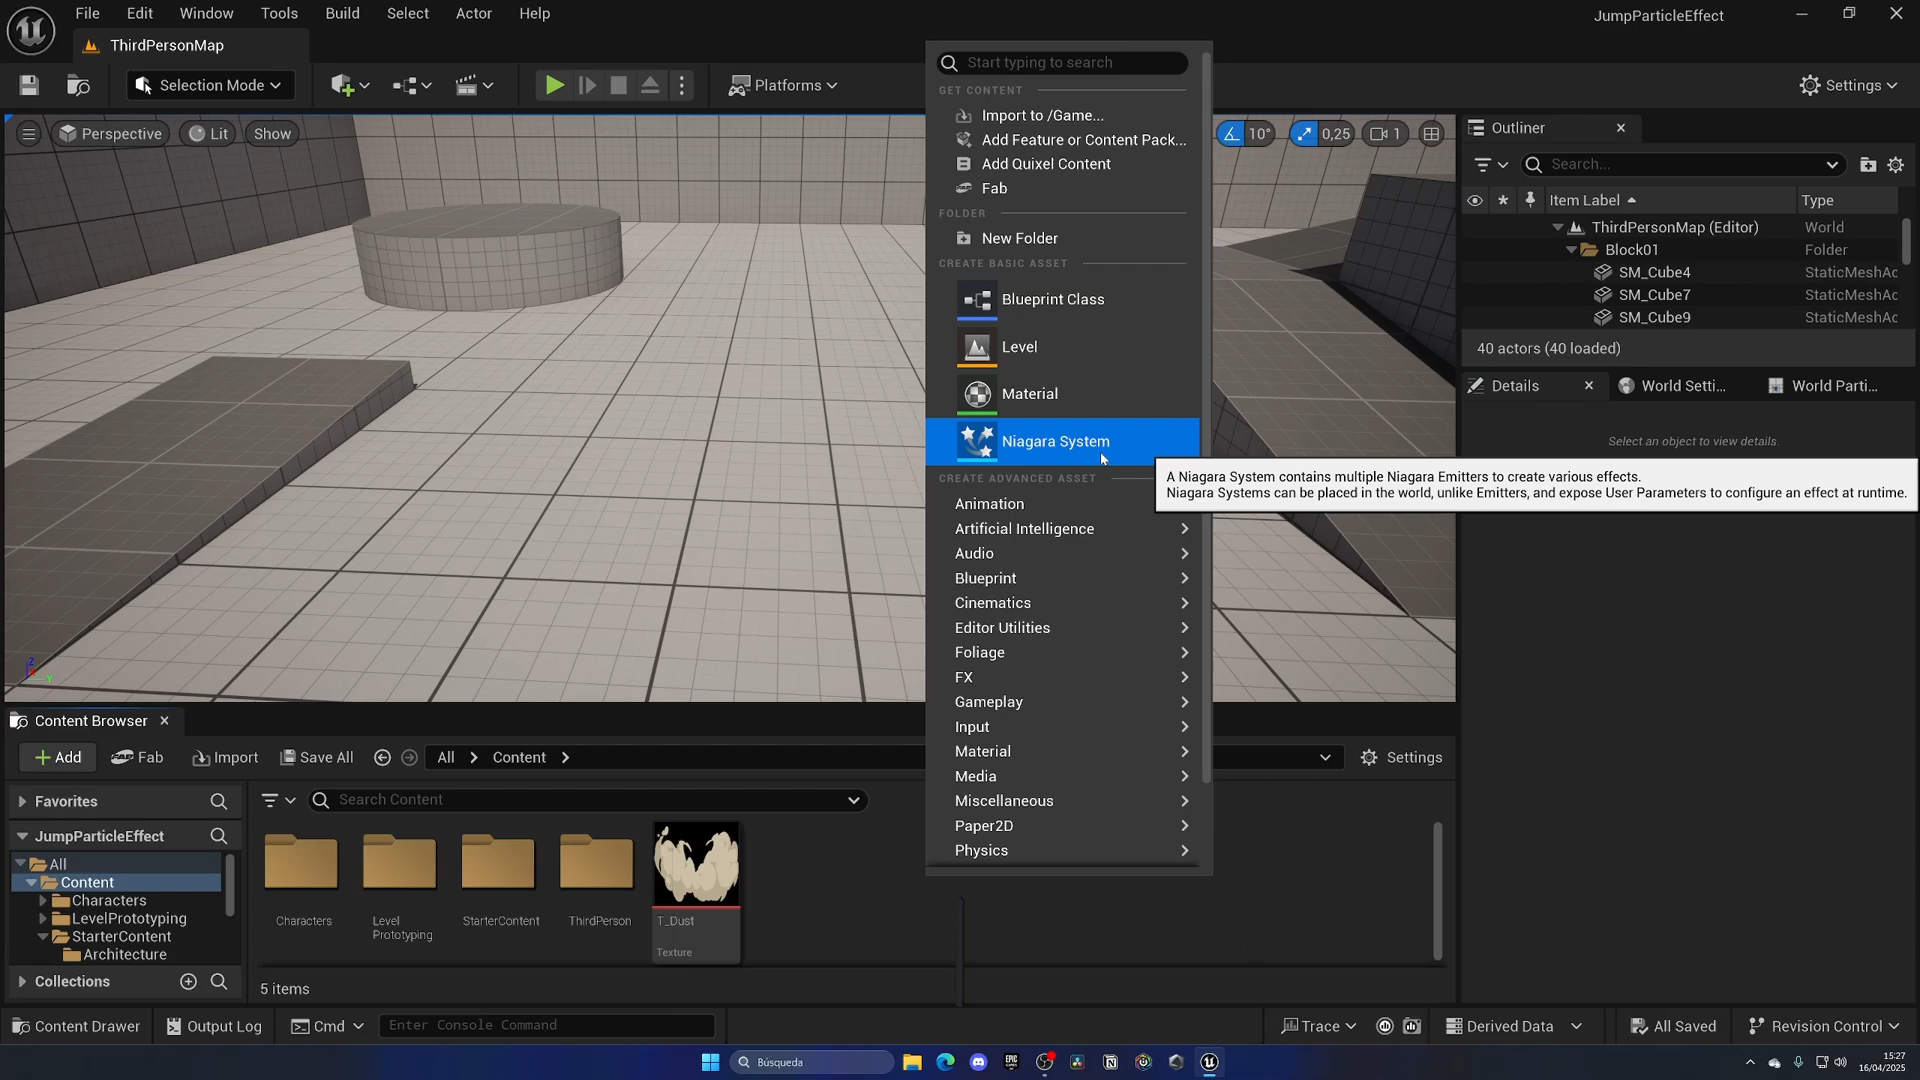 File Edit Window Tools Build Select Actor Help
JumpParticleEffect
ThirdPersonMap
Selection Mode
Platforms
Settings
Perspective
Lit
Show
10°
0,25
1
Start typing to search
GET CONTENT
Import to /Game...
Add Feature or Content Pack...
Add Quixel Content
Fab
FOLDER
New Folder
CREATE BASIC ASSET
Blueprint Class
Level
Material
Niagara System
CREATE ADVANCED ASSET
Animation
Artificial Intelligence
Audio
Blueprint
Cinematics
Editor Utilities
Foliage
FX
Gameplay
Input
Material
Media
Miscellaneous
Paper2D
Physics
A Niagara System contains multiple Niagara Emitters to create various effects.
Niagara Systems can be placed in the world, unlike Emitters, and expose User Parameters to configure an effect at runtime.
Outliner
Search...
Item Label Type
ThirdPersonMap (Editor) World
Block01 Folder
SM_Cube4 StaticMeshAc
SM_Cube7 StaticMeshAc
SM_Cube9 StaticMeshAc
40 actors (40 loaded)
Details World Setti... World Parti...
Select an object to view details.
Content Browser
Add Fab Import Save All All Content Settings
Favorites
JumpParticleEffect
All
Content
Characters
LevelPrototyping
StarterContent
Architecture
Collections
Search Content
Characters
Level
Prototyping
StarterContent
ThirdPerson
T_Dust
Texture
5 items
Content Drawer Output Log Cmd Enter Console Command Trace Derived Data All Saved Revision Control
Búsqueda
15:27
16/04/2025